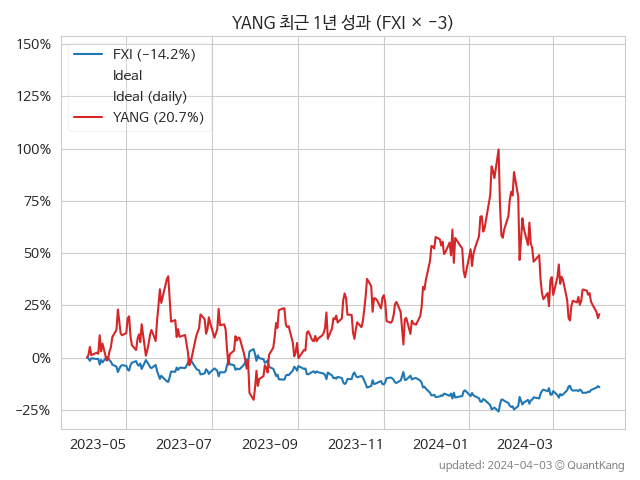 YANG 최근 1년 성과 (FXI × -3)
150%
125%
100%
75%
50%
25%
0%
−25%
FXI (-14.2%)
Ideal
Ideal (daily)
YANG (20.7%)
2023-05
2023-07
2023-09
2023-11
2024-01
2024-03
updated: 2024-04-03 © QuantKang